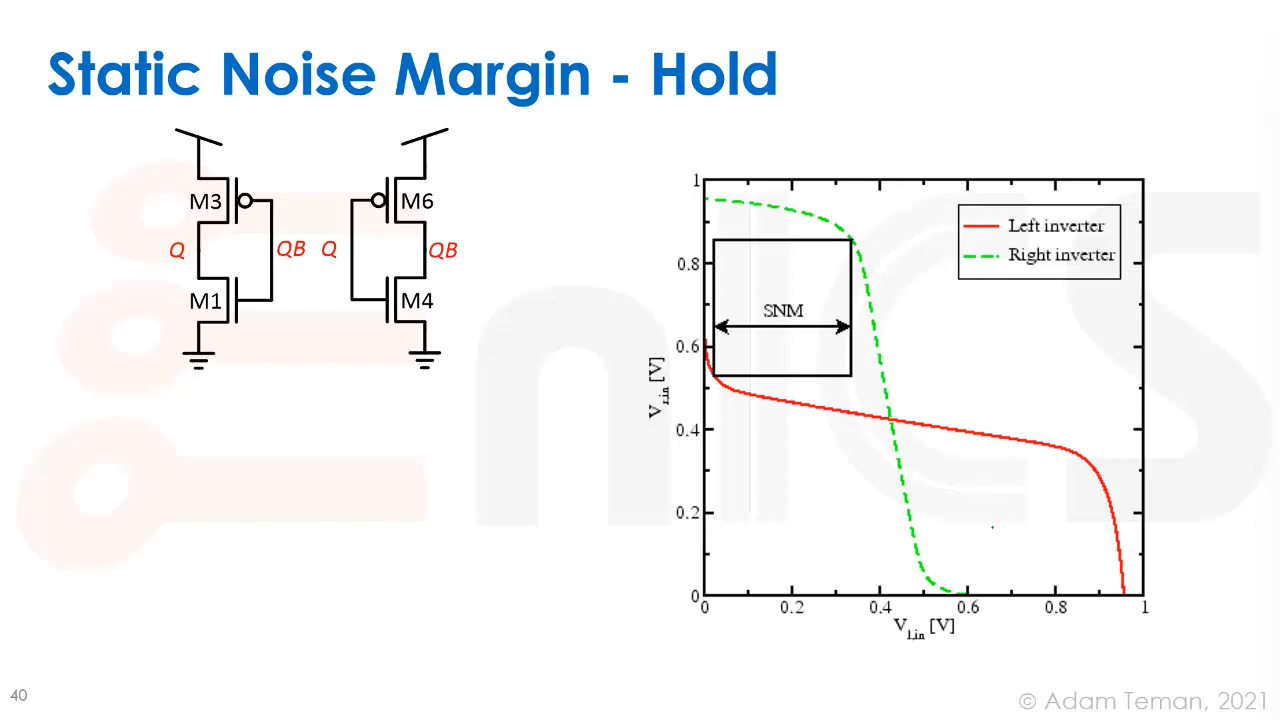 Static Noise Margin - Hold
M3
M6
Q
QB
Q
QB
M1
M4
Left inverter
Right inverter
SNM
1
0.8
0.6
0.4
0.2
0
V_r,in [V]
0
0.2
0.4
0.6
0.8
1
V_l,in [V]
nics
40
© Adam Teman, 2021